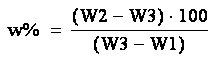 w% = (W2 – W3) · 100
(W3 – W1)